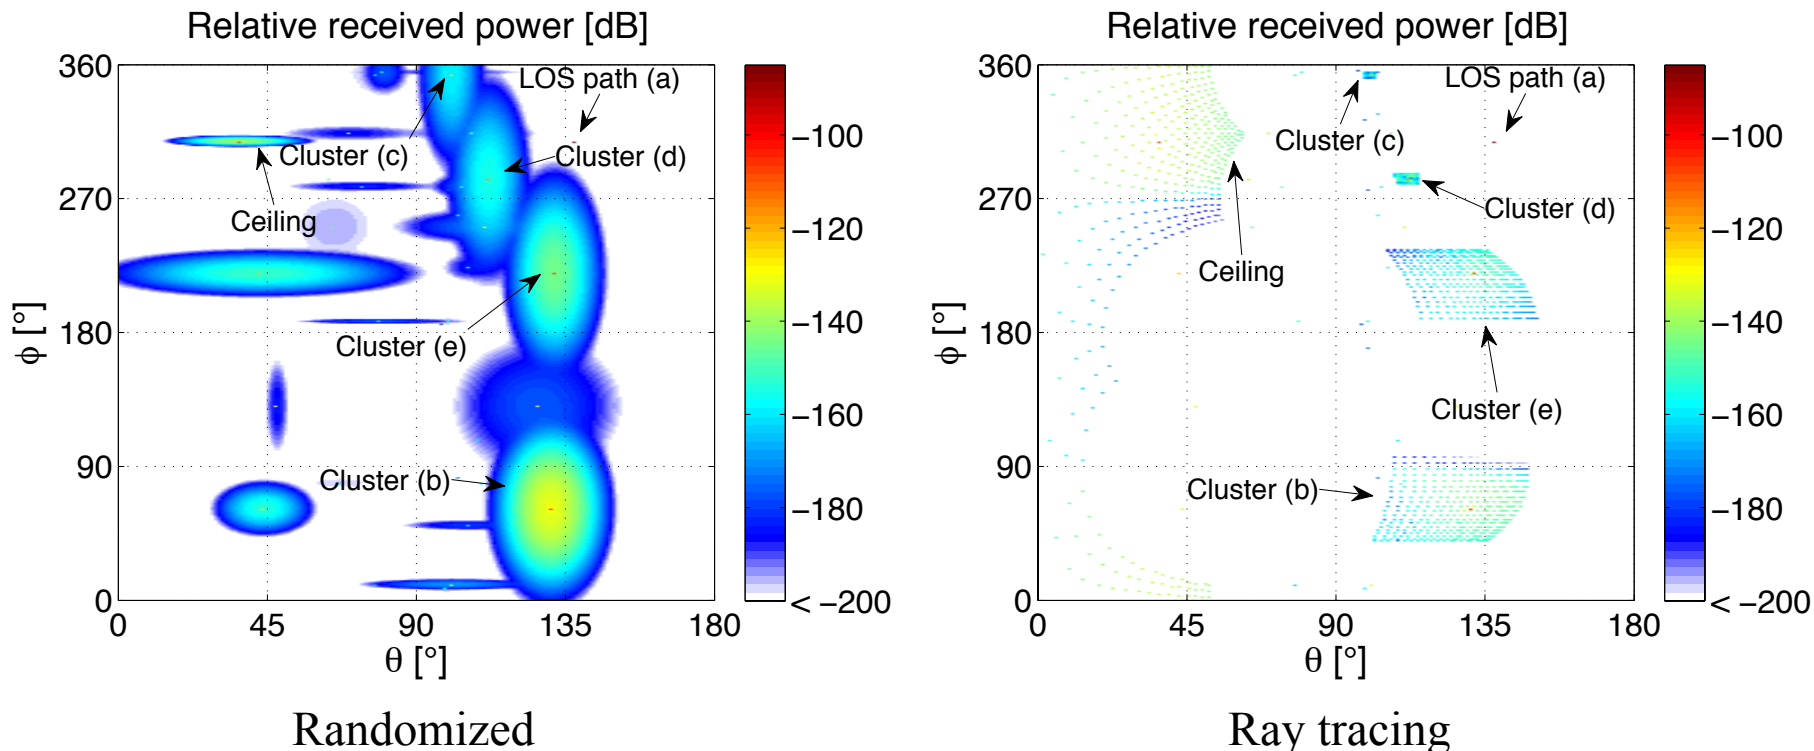 Relative received power [dB]
360
270
180
90
0
ϕ [°]
0 45 90 135 180
θ [°]
LOS path (a)
Cluster (c)
Cluster (d)
Ceiling
Cluster (e)
Cluster (b)
−100
−120
−140
−160
−180
< −200
Randomized
Relative received power [dB]
360
270
180
90
0
ϕ [°]
0 45 90 135 180
θ [°]
LOS path (a)
Cluster (c)
Cluster (d)
Ceiling
Cluster (e)
Cluster (b)
−100
−120
−140
−160
−180
< −200
Ray tracing